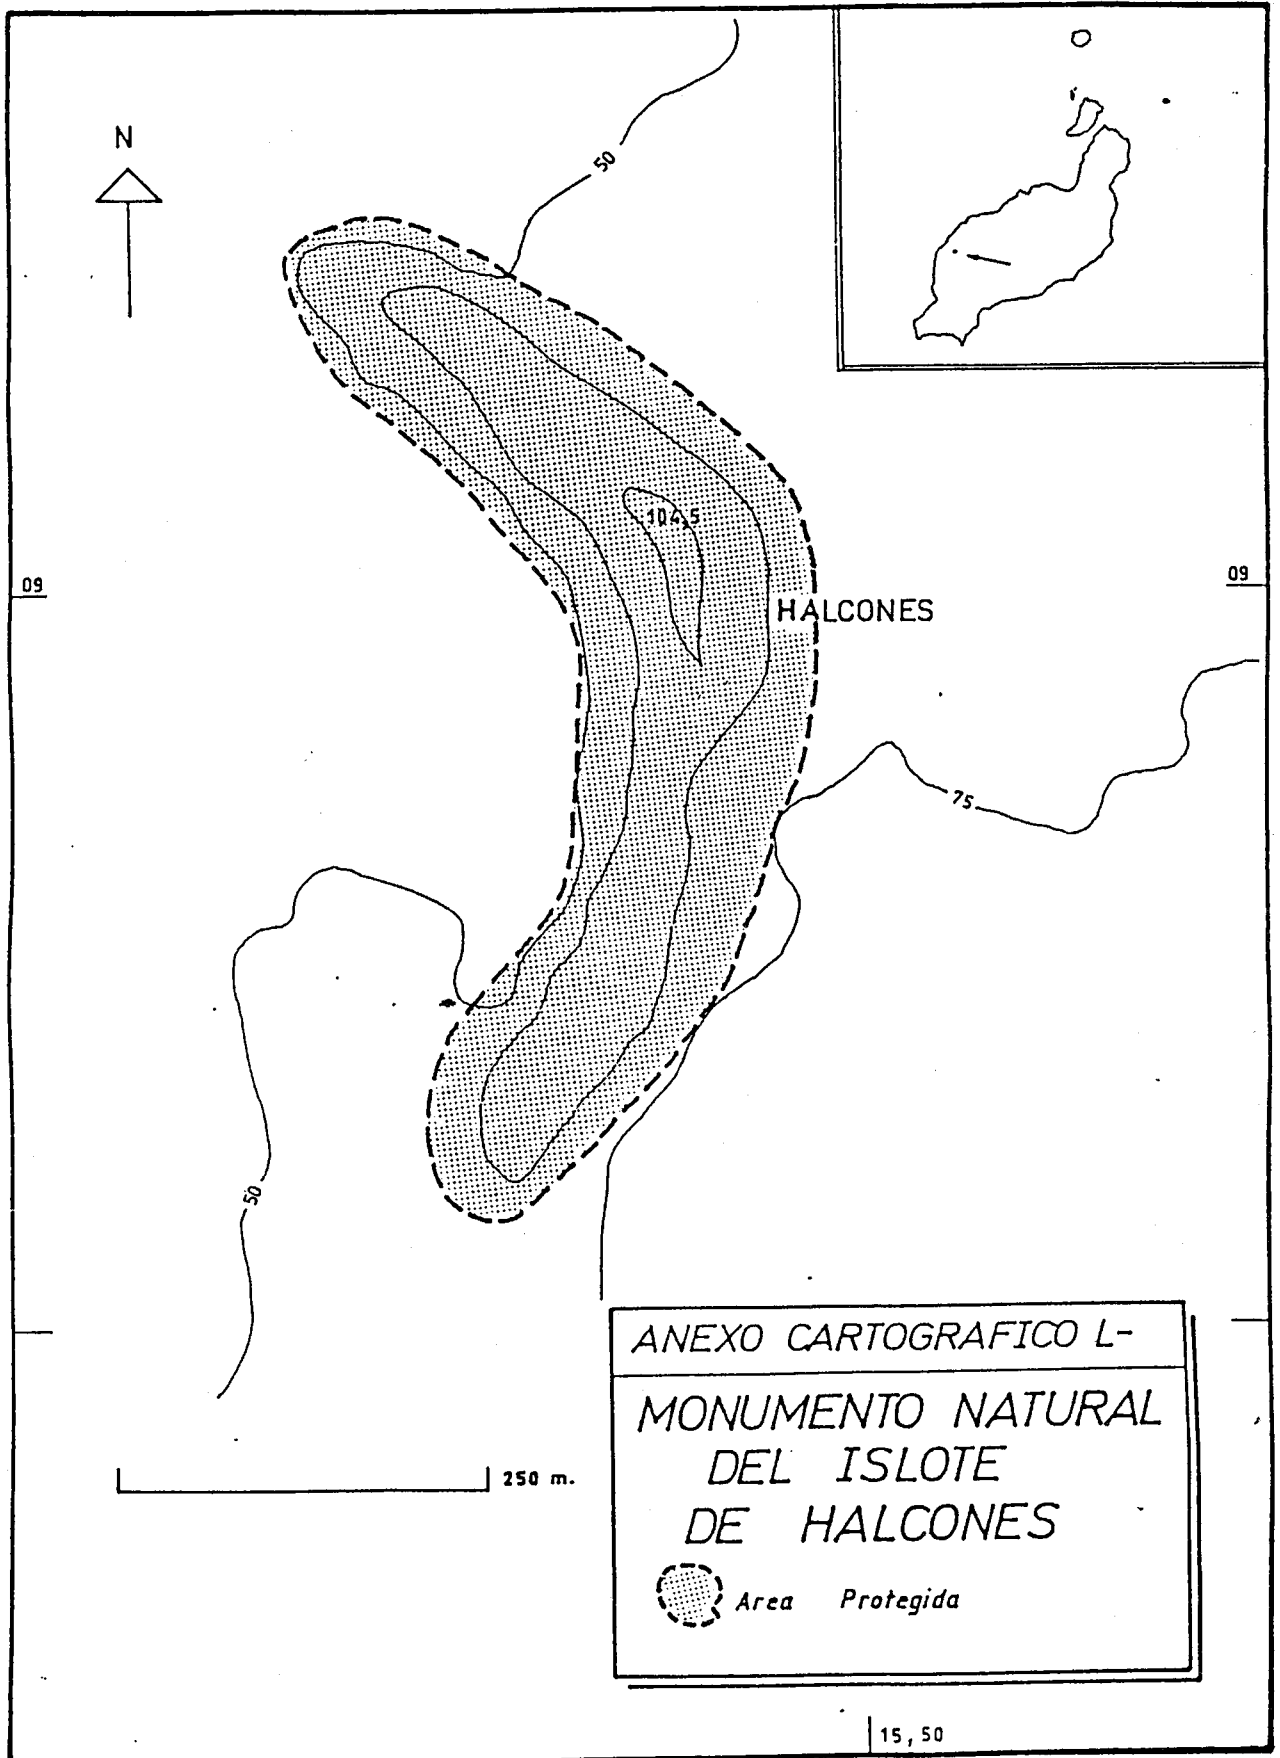 N
50
104,5
09
09
HALCONES
75
50
ANEXO CARTOGRAFICO L-
MONUMENTO NATURAL
DEL ISLOTE
DE HALCONES
250 m.
Area Protegida
15,50